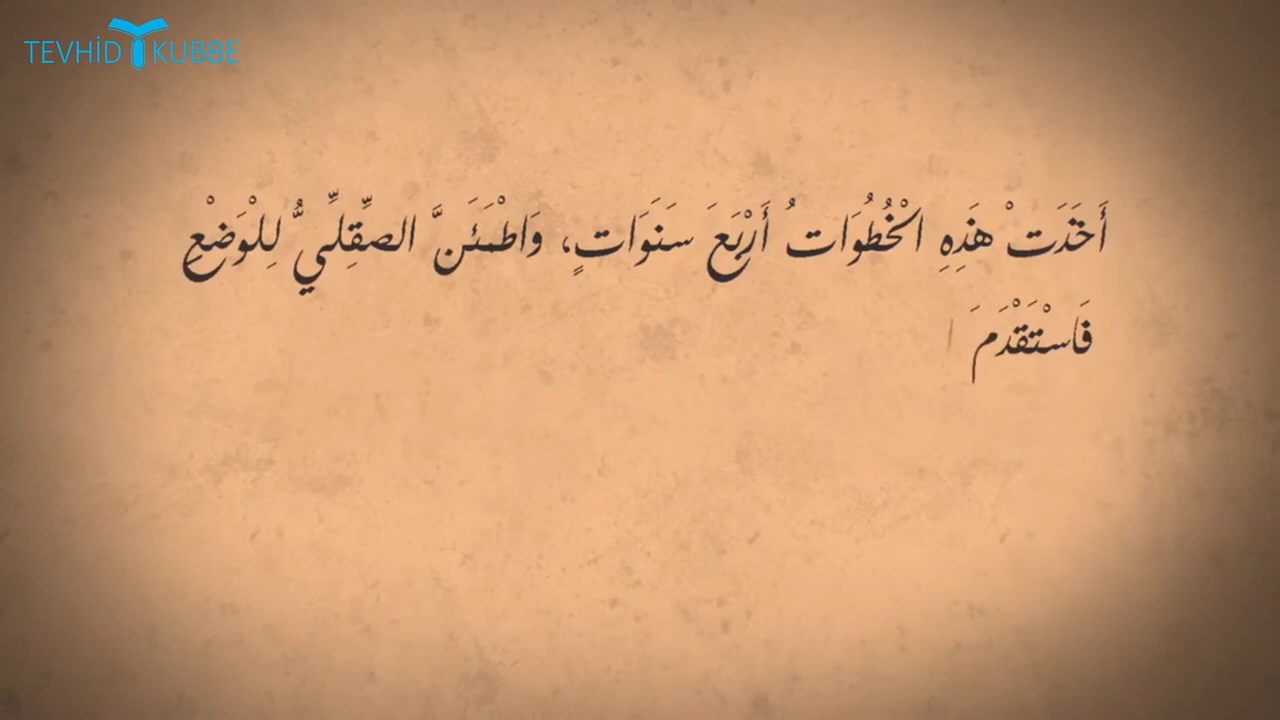 TEVHİD KUBBE
أَخَذَتْ هَذِهِ الْخُطُوَاتُ أَرْبَعَ سَنَوَاتٍ، وَاطْمَئَنَّ الصِّقِلِّيُّ لِلْوَضْعِ
فَاسْتَقْدَمَ ا